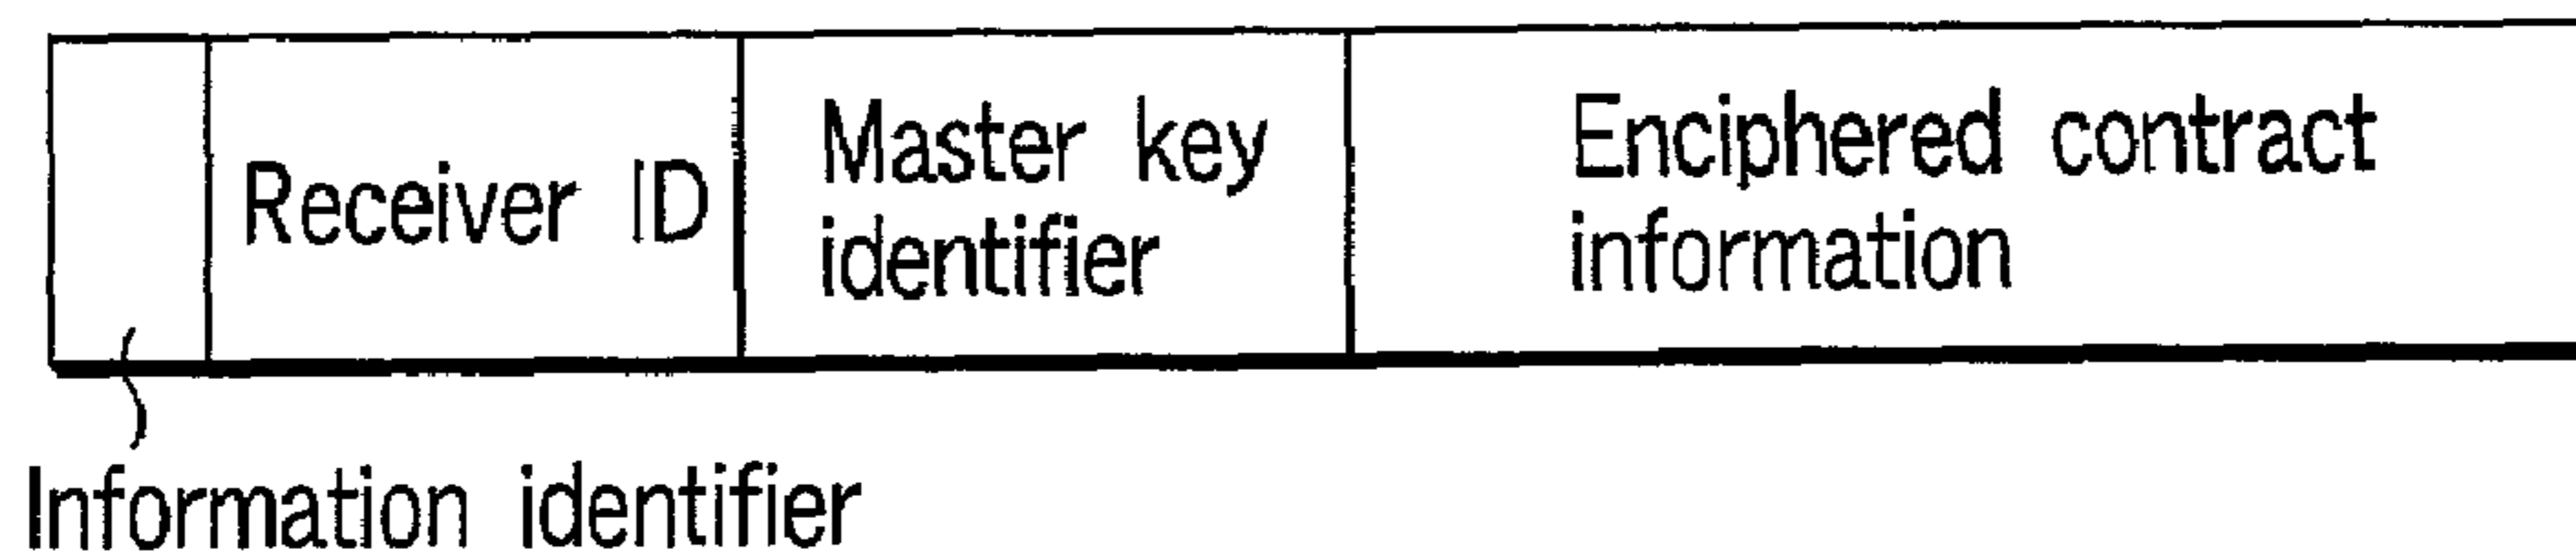 Receiver ID
Master key
identifier
Enciphered contract
information
Information identifier